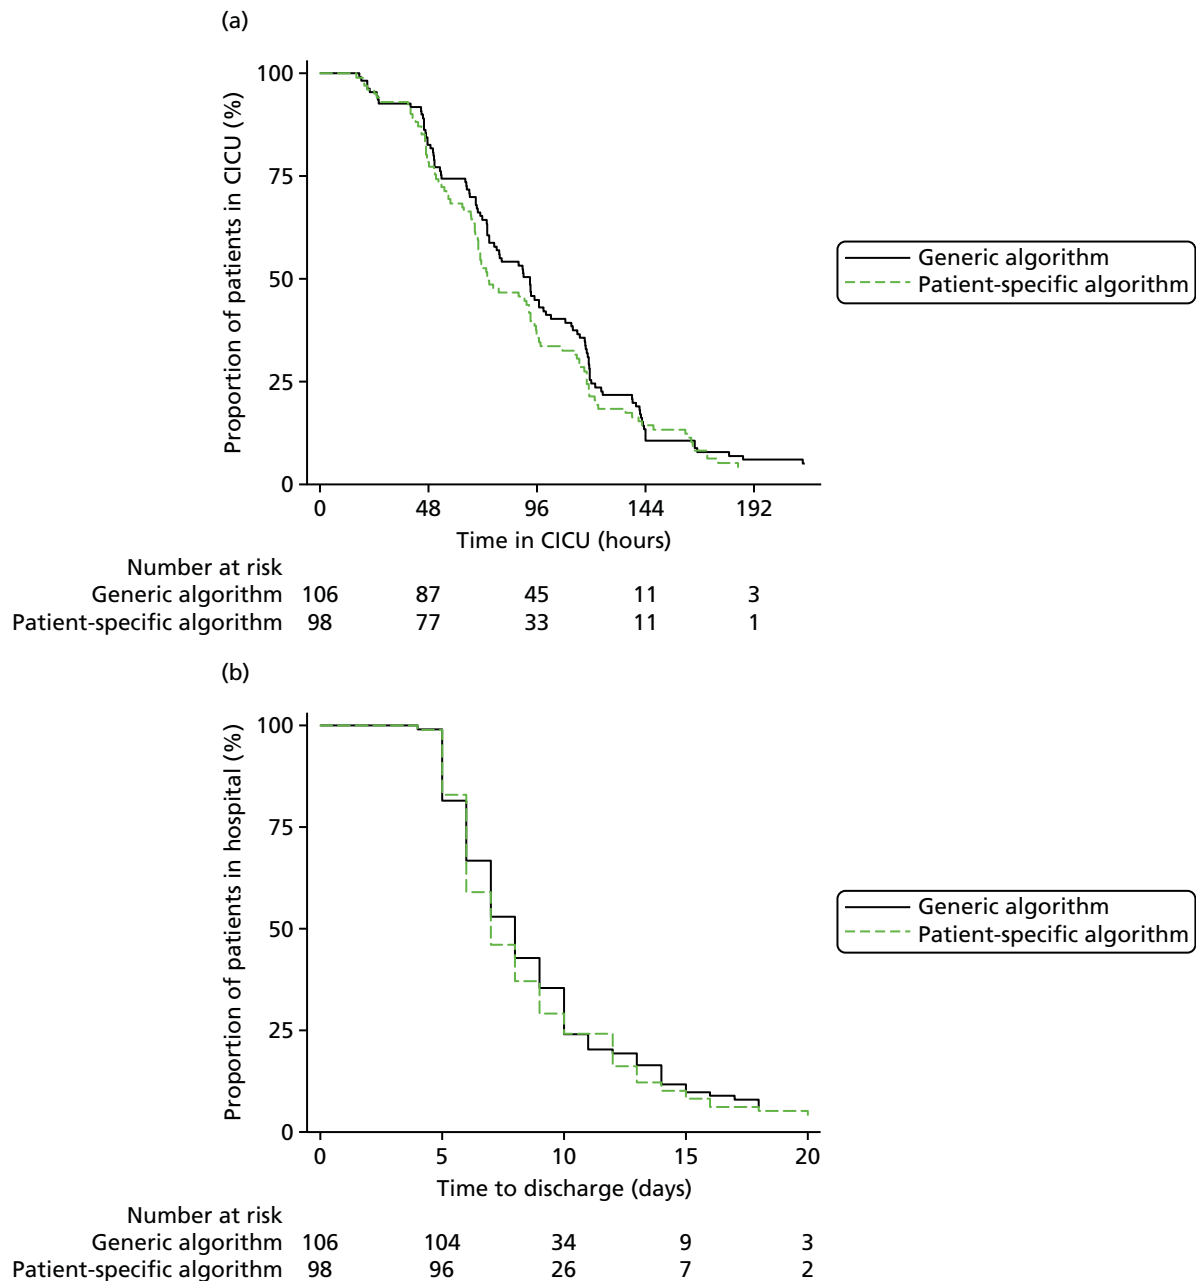 (a)
Proportion of patients in CICU (%)
100
75
50
25
0
0 48 96 144 192
Time in CICU (hours)
Generic algorithm
Patient-specific algorithm
Number at risk
Generic algorithm 106 87 45 11 3
Patient-specific algorithm 98 77 33 11 1
(b)
Proportion of patients in hospital (%)
100
75
50
25
0
0 5 10 15 20
Time to discharge (days)
Generic algorithm
Patient-specific algorithm
Number at risk
Generic algorithm 106 104 34 9 3
Patient-specific algorithm 98 96 26 7 2